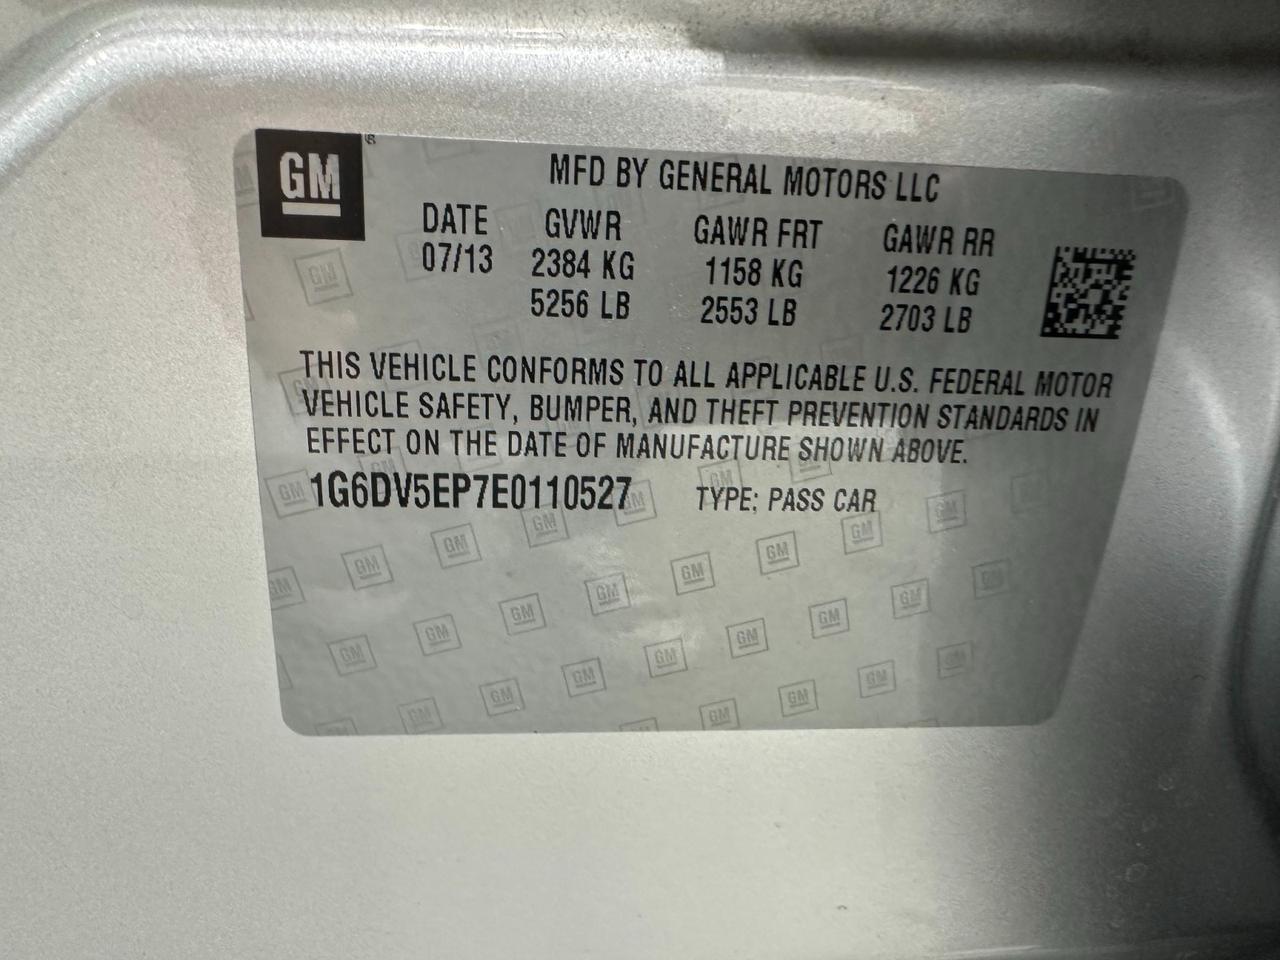 GM®
MFD BY GENERAL MOTORS LLC
DATE GVWR GAWR FRT GAWR RR
07/13 2384 KG 1158 KG 1226 KG
5256 LB 2553 LB 2703 LB
THIS VEHICLE CONFORMS TO ALL APPLICABLE U.S. FEDERAL MOTOR
VEHICLE SAFETY, BUMPER, AND THEFT PREVENTION STANDARDS IN
EFFECT ON THE DATE OF MANUFACTURE SHOWN ABOVE.
1G6DV5EP7E0110527 TYPE: PASS CAR